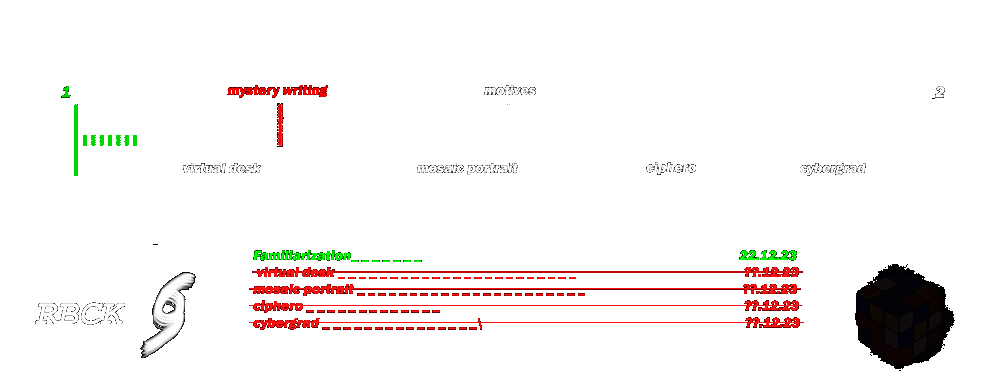 1 mystery writing motives 2
virtual desk mosaic portrait ciphero cybergrad
Familiarization_ _ _ _ _ _ _ 22.12.23
virtual desk _ _ _ _ _ _ _ _ _ _ _ _ _ _ _ _ _ _ _ _ _ ??.12.23
mosaic portrait _ _ _ _ _ _ _ _ _ _ _ _ _ _ _ _ _ _ _ _ ??.12.23
ciphero _ _ _ _ _ _ _ _ _ _ _ _ ??.12.23
cybergrad _ _ _ _ _ _ _ _ _ _ _ _ _ _\ ??.12.23
RBCK